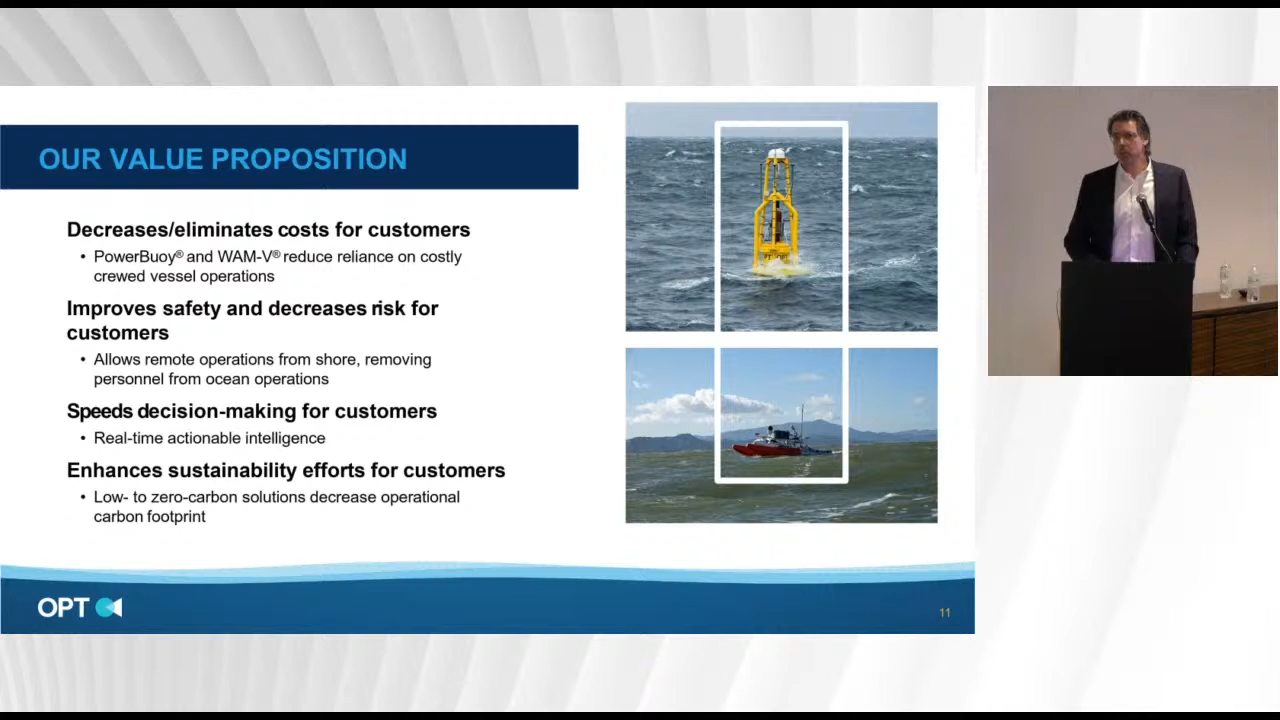 OUR VALUE PROPOSITION
Decreases/eliminates costs for customers
• PowerBuoy® and WAM-V® reduce reliance on costly
crewed vessel operations
Improves safety and decreases risk for
customers
• Allows remote operations from shore, removing
personnel from ocean operations
Speeds decision-making for customers
• Real-time actionable intelligence
Enhances sustainability efforts for customers
• Low- to zero-carbon solutions decrease operational
carbon footprint
OPT
11